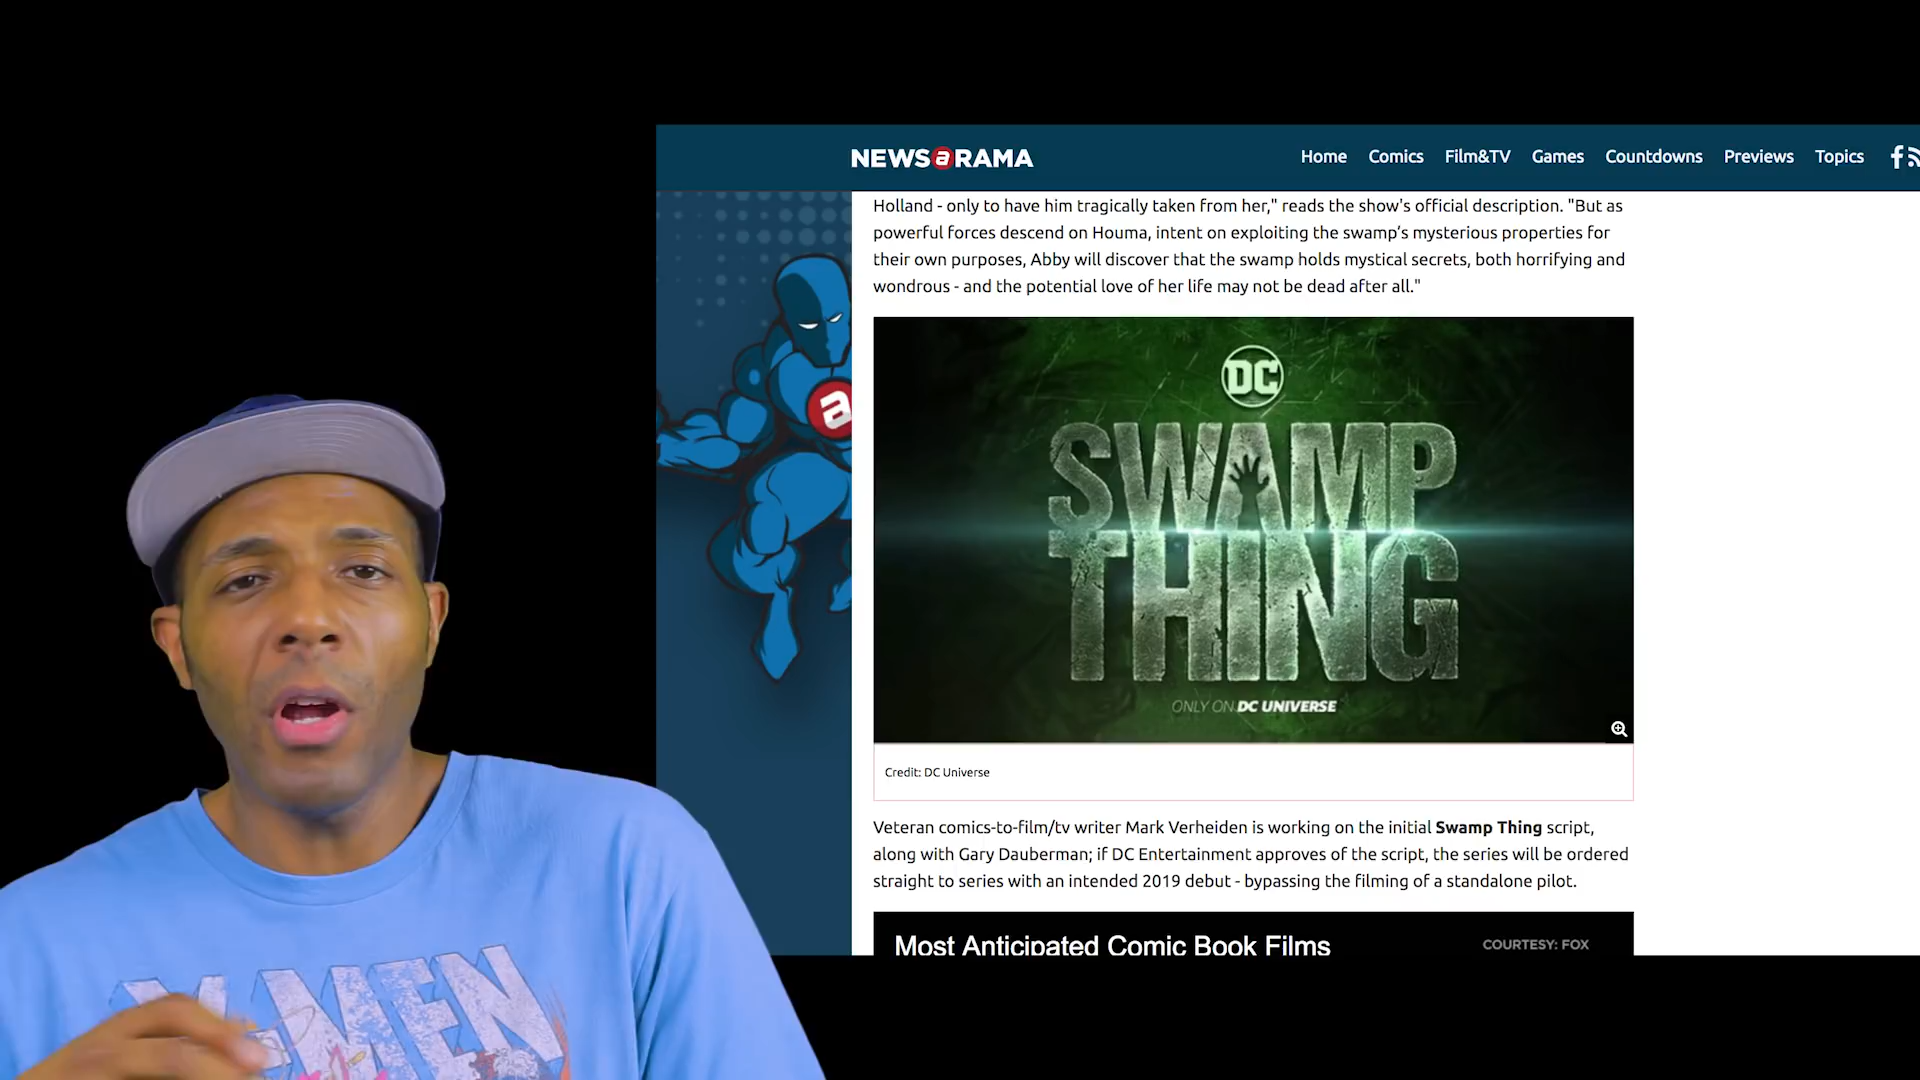 NEWSaRAMA
Home Comics Film&TV Games Countdowns Previews Topics
Holland - only to have him tragically taken from her," reads the show's official description. "But as
powerful forces descend on Houma, intent on exploiting the swamp's mysterious properties for
their own purposes, Abby will discover that the swamp holds mystical secrets, both horrifying and
wondrous - and the potential love of her life may not be dead after all."
a
DC
SWAMP
THING
ONLY ON DC UNIVERSE
Credit: DC Universe
Veteran comics-to-film/tv writer Mark Verheiden is working on the initial Swamp Thing script,
along with Gary Dauberman; if DC Entertainment approves of the script, the series will be ordered
straight to series with an intended 2019 debut - bypassing the filming of a standalone pilot.
Most Anticipated Comic Book Films
COURTESY: FOX
X-MEN